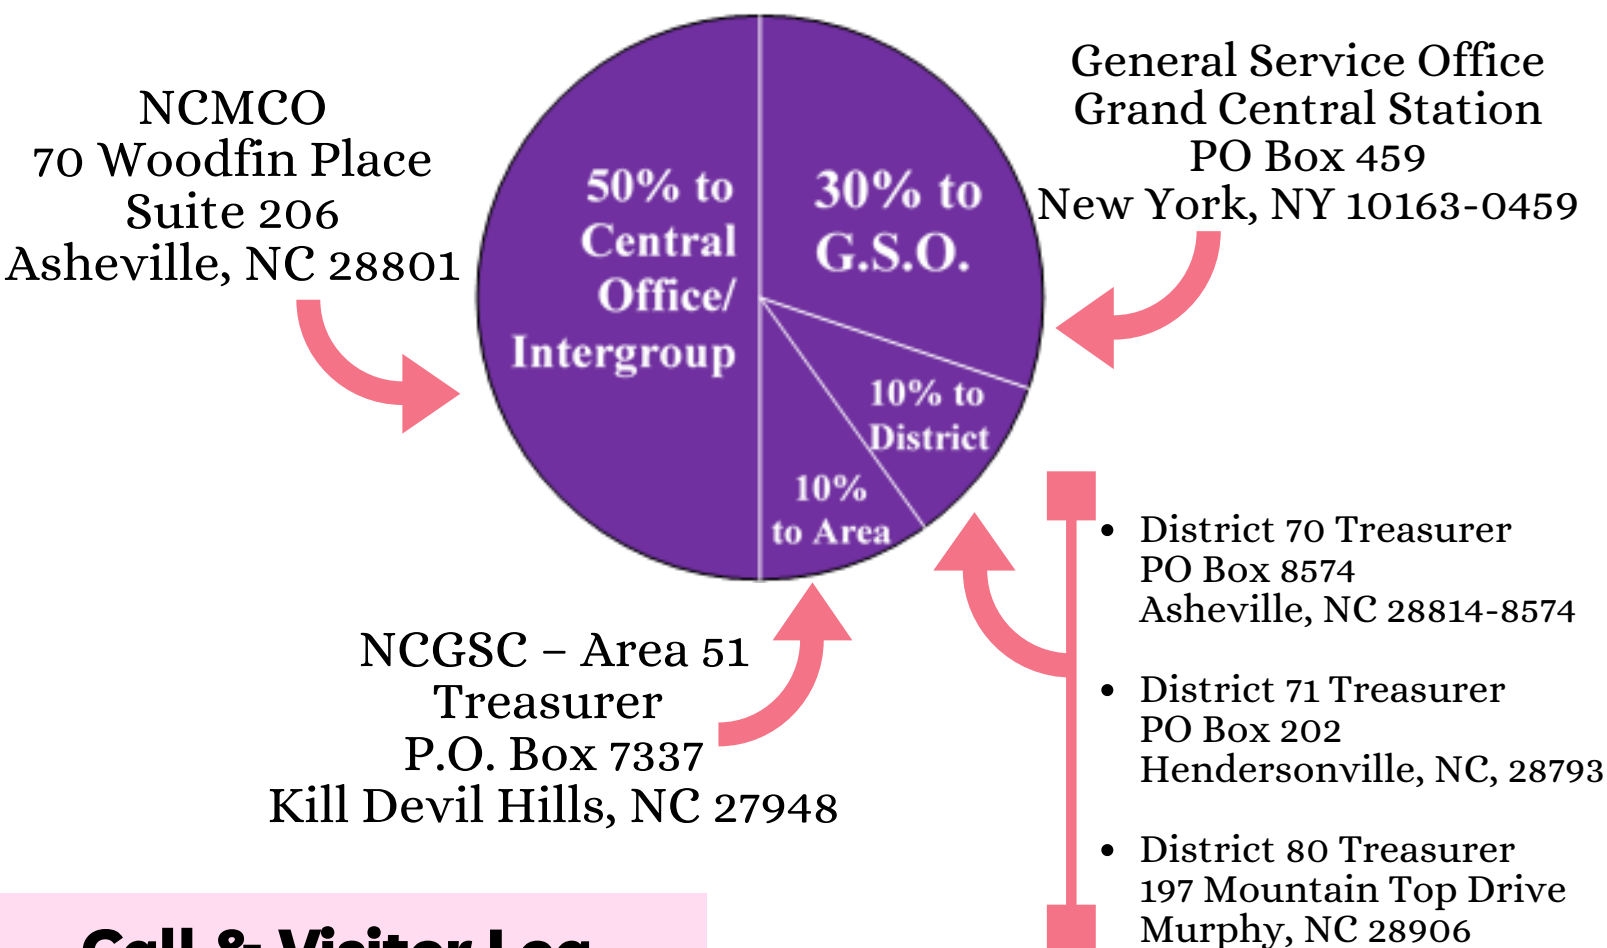 NCMCO
70 Woodfin Place
Suite 206
Asheville, NC 28801
50% to
Central
Office/
Intergroup
30% to
G.S.O.
10% to
District
10%
to Area
General Service Office
Grand Central Station
PO Box 459
New York, NY 10163-0459
NCGSC – Area 51
Treasurer
P.O. Box 7337
Kill Devil Hills, NC 27948
• District 70 Treasurer
PO Box 8574
Asheville, NC 28814-8574
• District 71 Treasurer
PO Box 202
Hendersonville, NC, 28793
• District 80 Treasurer
197 Mountain Top Drive
Murphy, NC 28906
Call & Visitor Log